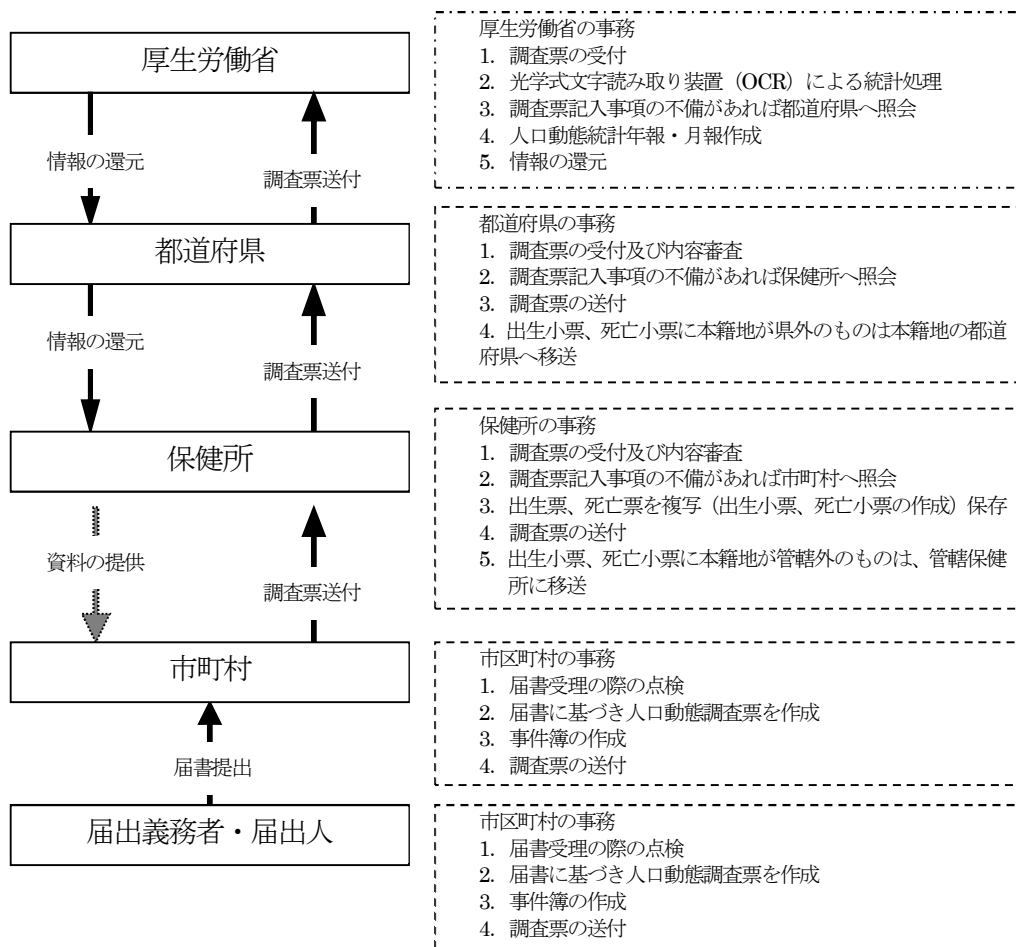 厚生労働省
情報の還元
調査票送付
都道府県
情報の還元
調査票送付
保健所
資料の提供
調査票送付
市町村
届書提出
届出義務者・届出人
厚生労働省の事務
1. 調査票の受付
2. 光学式文字読み取り装置（OCR）による統計処理
3. 調査票記入事項の不備があれば都道府県へ照会
4. 人口動態統計年報・月報作成
5. 情報の還元
都道府県の事務
1. 調査票の受付及び内容審査
2. 調査票記入事項の不備があれば保健所へ照会
3. 調査票の送付
4. 出生小票、死亡小票に本籍地が県外のものは本籍地の都道
府県へ移送
保健所の事務
1. 調査票の受付及び内容審査
2. 調査票記入事項の不備があれば市町村へ照会
3. 出生票、死亡票を複写（出生小票、死亡小票の作成）保存
4. 調査票の送付
5. 出生小票、死亡小票に本籍地が管轄外のものは、管轄保健
所に移送
市区町村の事務
1. 届書受理の際の点検
2. 届書に基づき人口動態調査票を作成
3. 事件簿の作成
4. 調査票の送付
市区町村の事務
1. 届書受理の際の点検
2. 届書に基づき人口動態調査票を作成
3. 事件簿の作成
4. 調査票の送付